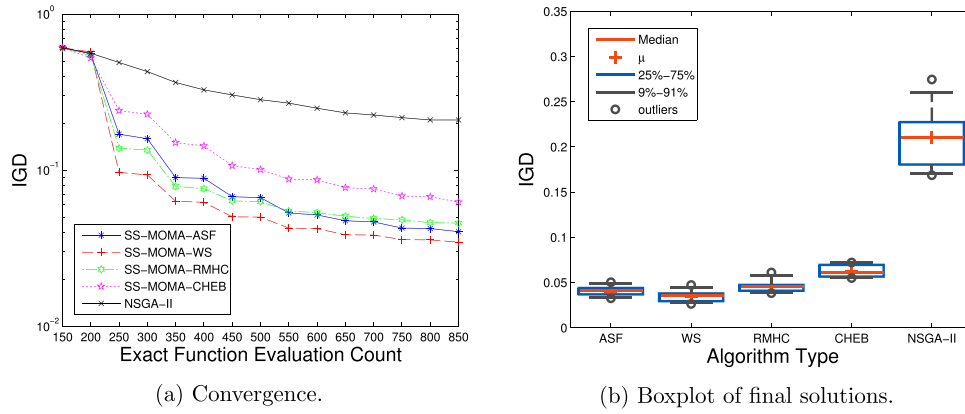 10^0
10^-1
10^-2
IGD
150 200 250 300 350 400 450 500 550 600 650 700 750 800 850
Exact Function Evaluation Count
SS-MOMA-ASF
SS-MOMA-WS
SS-MOMA-RMHC
SS-MOMA-CHEB
NSGA-II
(a) Convergence.
0.35
0.3
0.25
0.2
0.15
0.1
0.05
0
IGD
Median
μ
25%-75%
9%-91%
outliers
ASF WS RMHC CHEB NSGA-II
Algorithm Type
(b) Boxplot of final solutions.